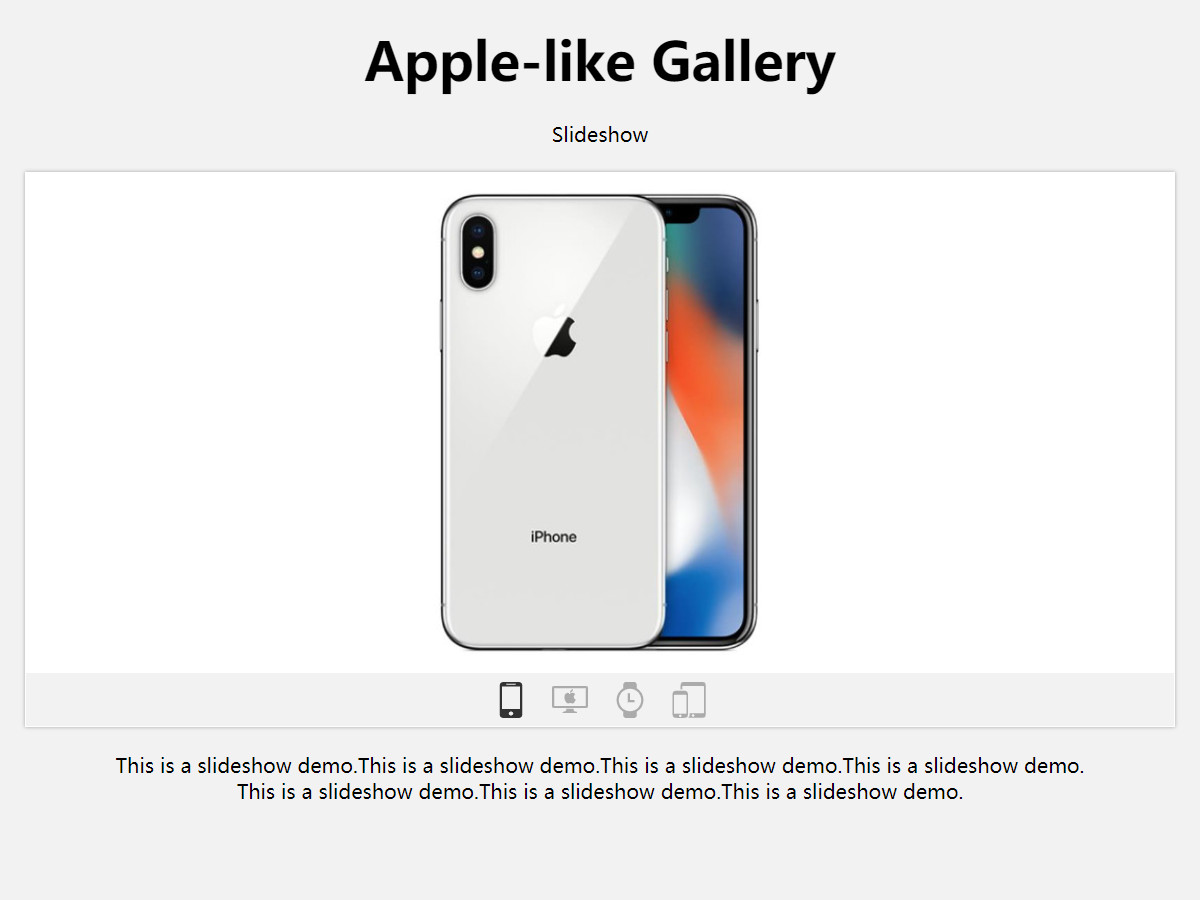 Apple-like Gallery
Slideshow
iPhone
This is a slideshow demo.This is a slideshow demo.This is a slideshow demo.This is a slideshow demo.
This is a slideshow demo.This is a slideshow demo.This is a slideshow demo.